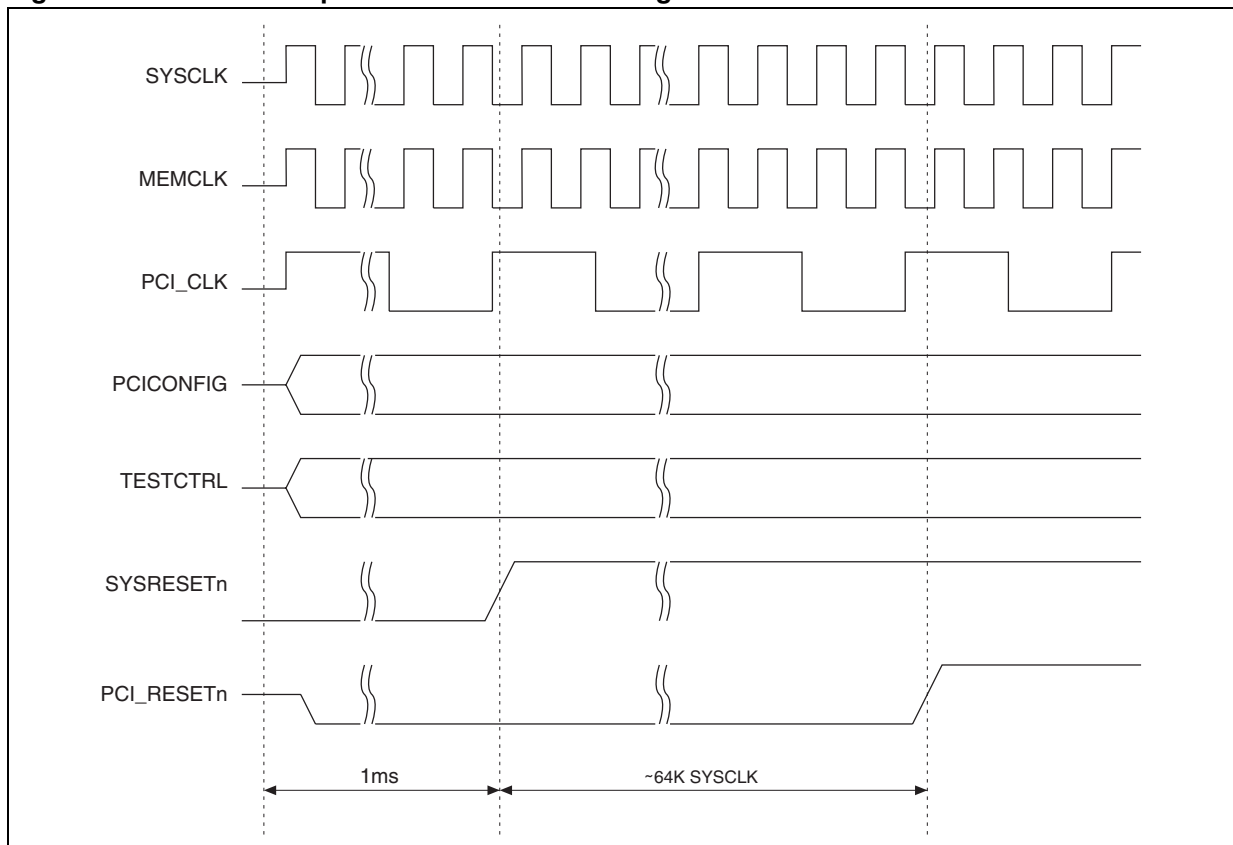 SYSCLK
MEMCLK
PCI_CLK
PCICONFIG
TESTCTRL
SYSRESETn
PCI_RESETn
1ms
~64K SYSCLK